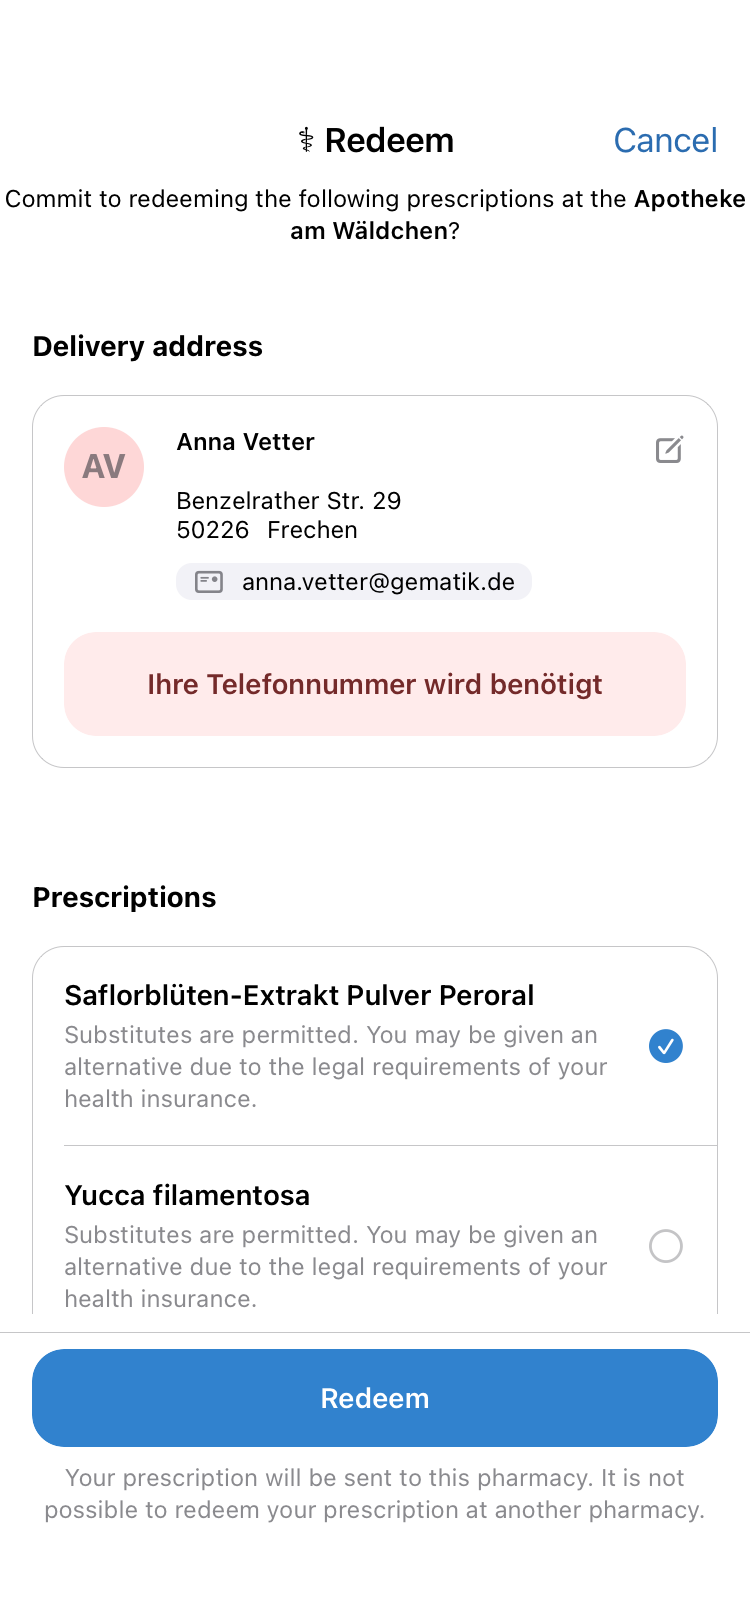 ⚕ Redeem
Cancel
Commit to redeeming the following prescriptions at the Apotheke
am Wäldchen?
Delivery address
AV
Anna Vetter
Benzelrather Str. 29
50226 Frechen
anna.vetter@gematik.de
Ihre Telefonnummer wird benötigt
Prescriptions
Saflorblüten-Extrakt Pulver Peroral
Substitutes are permitted. You may be given an
alternative due to the legal requirements of your
health insurance.
Yucca filamentosa
Substitutes are permitted. You may be given an
alternative due to the legal requirements of your
health insurance.
Redeem
Your prescription will be sent to this pharmacy. It is not
possible to redeem your prescription at another pharmacy.